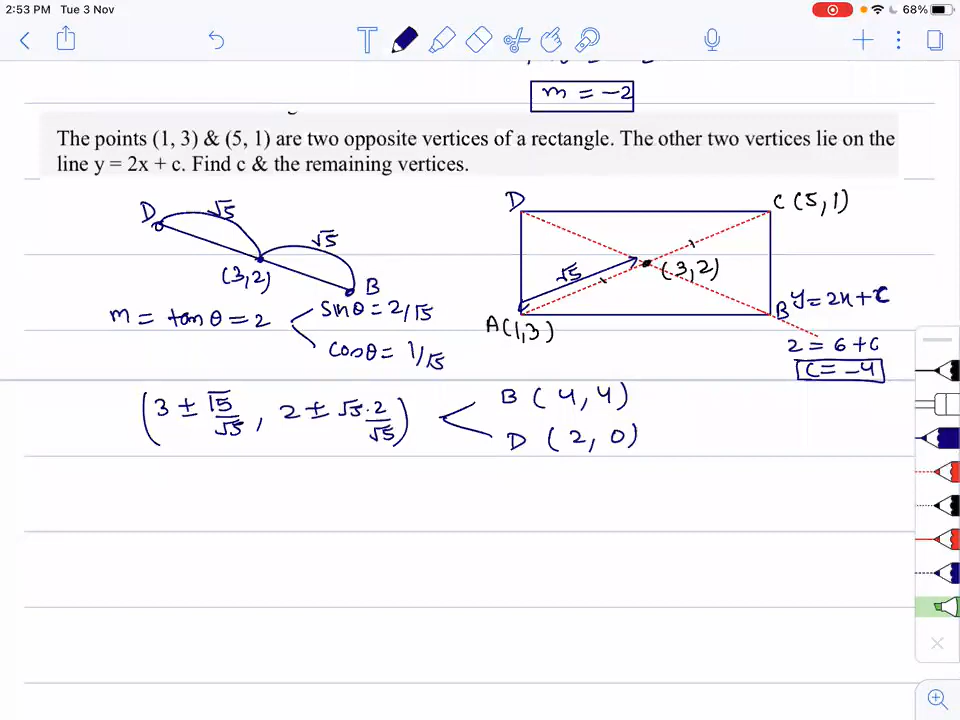 2:53 PM Tue 3 Nov
68%
T
m = -2
The points (1, 3) & (5, 1) are two opposite vertices of a rectangle. The other two vertices lie on the
line y = 2x + c. Find c & the remaining vertices.
D √5 √5 (3,2) B
D C (5,1)
√5 (3,2)
A(1,3) B y=2x+c
m = tanθ = 2
sinθ = 2/√5
cosθ = 1/√5
2 = 6 + c
c = -4
(3 ± √5/√5 , 2 ± √5·2/√5)
B (4,4)
D (2,0)